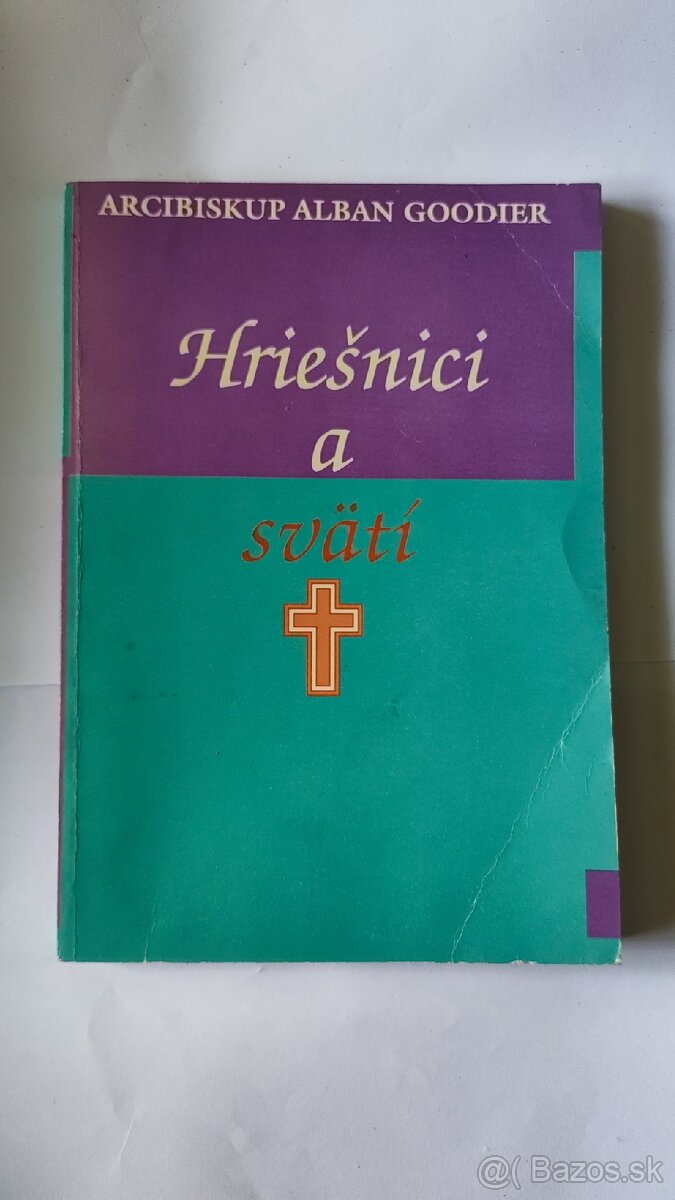 ARCIBISKUP ALBAN GOODIER
Hriešnici
a
svätí
@( Bazos.sk